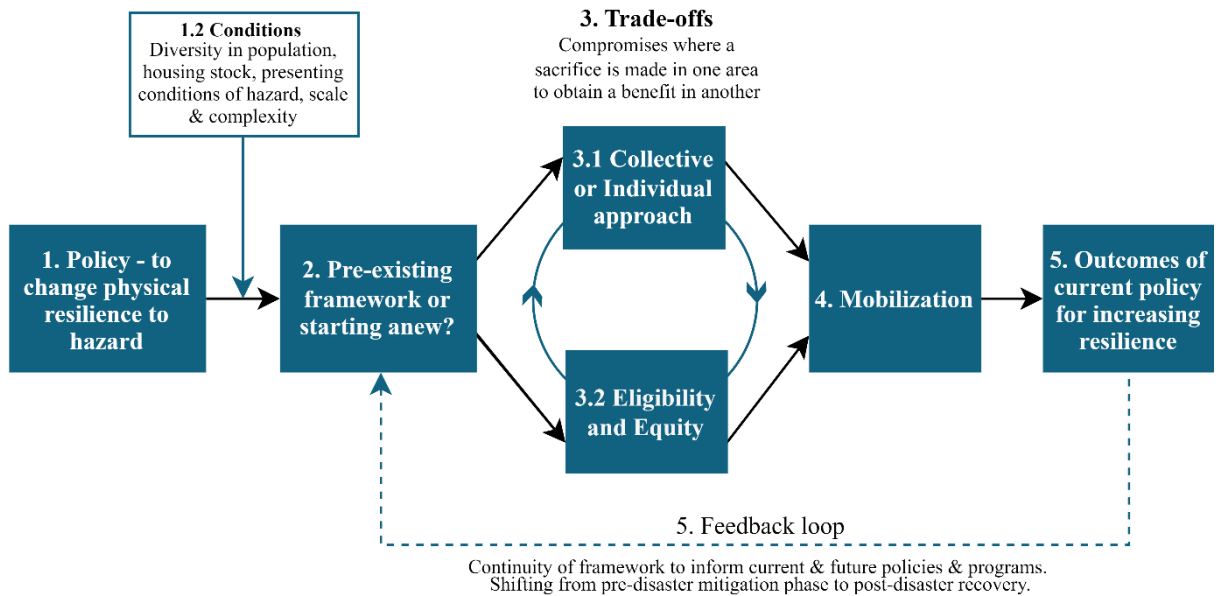 1.2 Conditions
Diversity in population,
housing stock, presenting
conditions of hazard, scale
& complexity
3. Trade-offs
Compromises where a
sacrifice is made in one area
to obtain a benefit in another
1. Policy - to
change physical
resilience to
hazard
2. Pre-existing
framework or
starting anew?
3.1 Collective
or Individual
approach
3.2 Eligibility
and Equity
4. Mobilization
5. Outcomes of
current policy
for increasing
resilience
5. Feedback loop
Continuity of framework to inform current & future policies & programs.
Shifting from pre-disaster mitigation phase to post-disaster recovery.